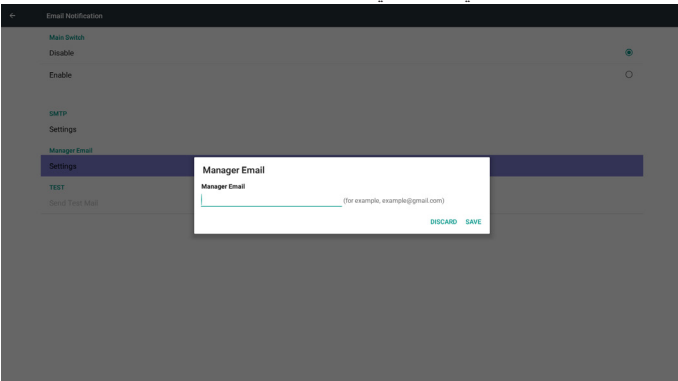 Email Notification
Main Switch
Disable
Enable
SMTP
Settings
Manager Email
Settings
TEST
Send Test Mail
Manager Email
Manager Email
(for example, example@gmail.com)
DISCARD SAVE